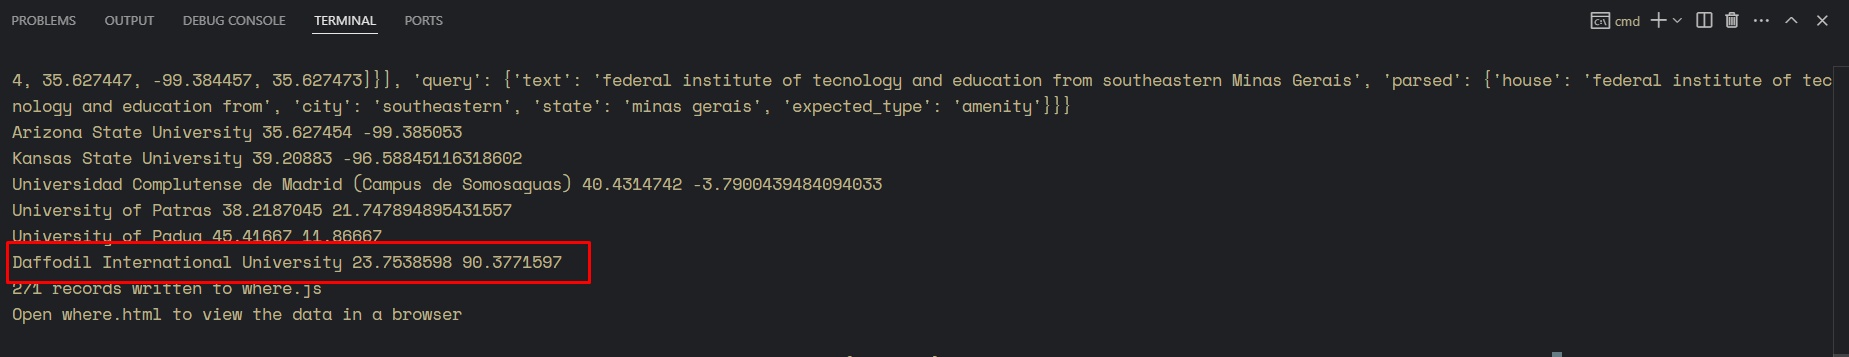 PROBLEMS OUTPUT DEBUG CONSOLE TERMINAL PORTS cmd
4, 35.627447, -99.384457, 35.627473]}}], 'query': {'text': 'federal institute of tecnology and education from southeastern Minas Gerais', 'parsed': {'house': 'federal institute of tec
nology and education from', 'city': 'southeastern', 'state': 'minas gerais', 'expected_type': 'amenity'}}}
Arizona State University 35.627454 -99.385053
Kansas State University 39.20883 -96.58845116318602
Universidad Complutense de Madrid (Campus de Somosaguas) 40.4314742 -3.7900439484094033
University of Patras 38.2187045 21.747894895431557
University of Padua 45.41667 11.86667
Daffodil International University 23.7538598 90.3771597
271 records written to where.js
Open where.html to view the data in a browser